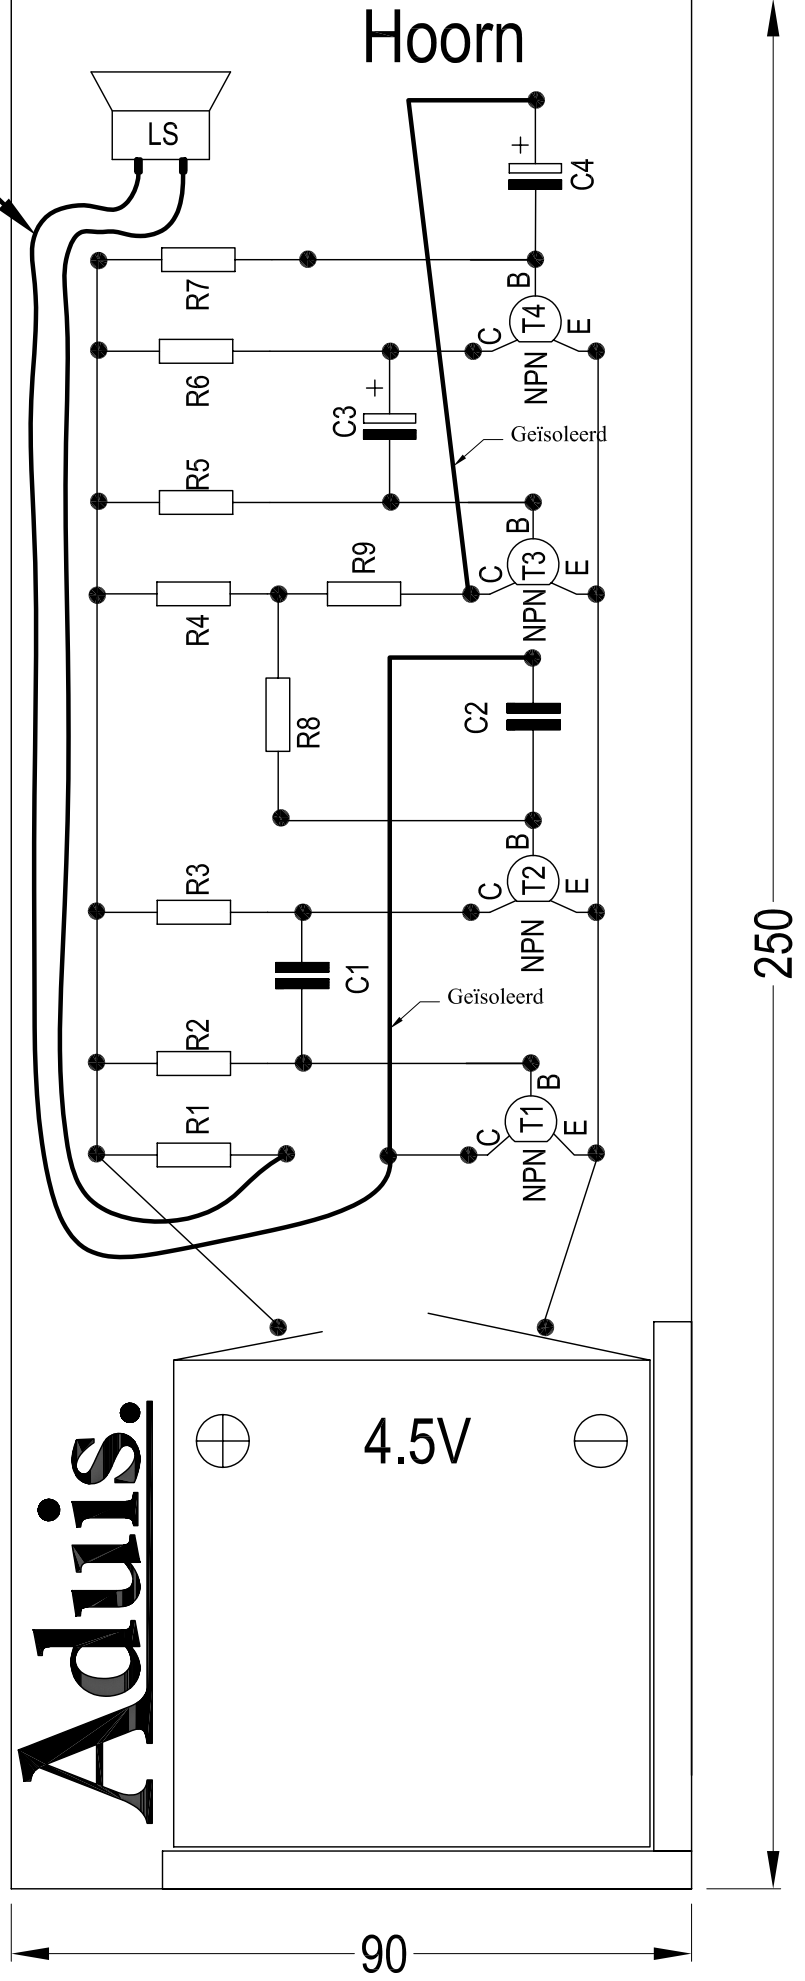 Hoorn
LS
+
C4
R7
B
C
T4
E
NPN
R6
+
C3
Geïsoleerd
R5
B
C
T3
E
NPN
R9
R4
R8
C2
B
C
T2
E
NPN
R3
C1
Geïsoleerd
R2
B
C
T1
E
NPN
R1
250
4.5V
Aduis.
90